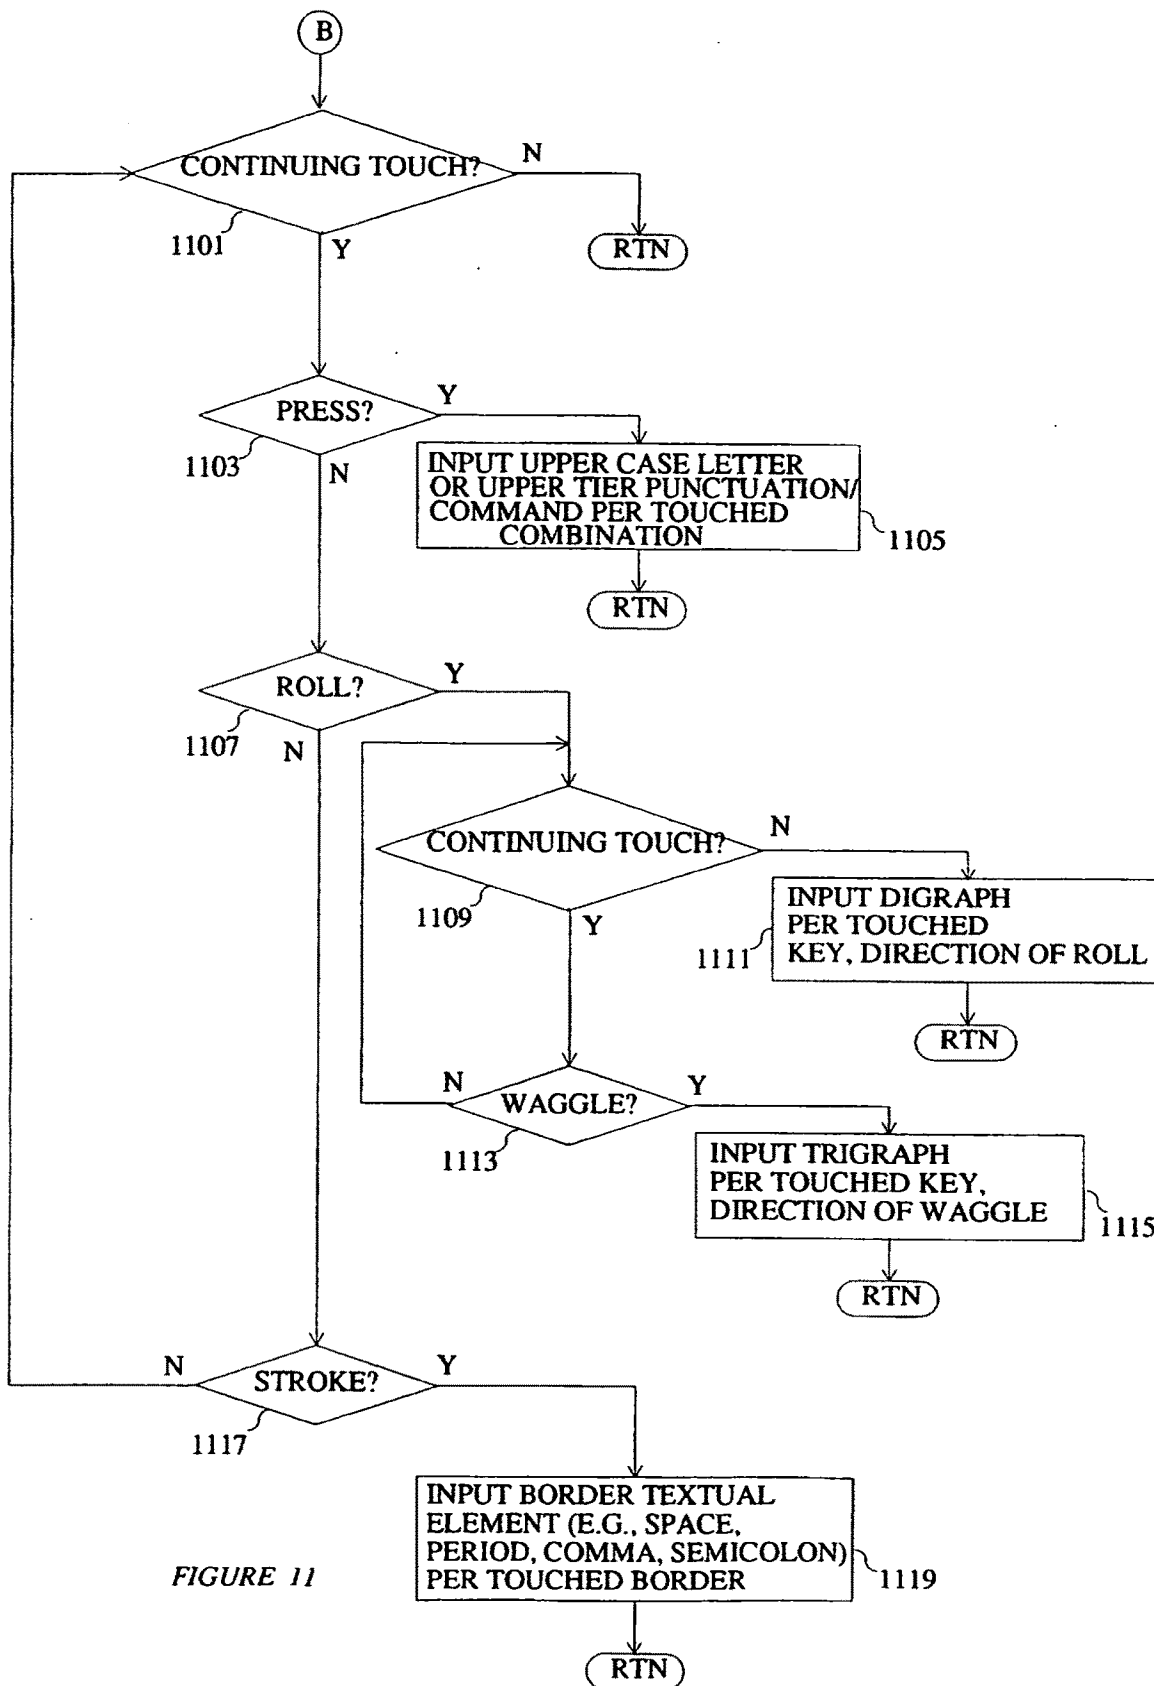 B
CONTINUING TOUCH?
N
1101
Y
RTN
PRESS?
Y
1103
N
INPUT UPPER CASE LETTER
OR UPPER TIER PUNCTUATION/
COMMAND PER TOUCHED
COMBINATION
1105
RTN
ROLL?
Y
1107
N
CONTINUING TOUCH?
N
1109
Y
INPUT DIGRAPH
PER TOUCHED
KEY, DIRECTION OF ROLL
1111
RTN
N
WAGGLE?
Y
1113
INPUT TRIGRAPH
PER TOUCHED KEY,
DIRECTION OF WAGGLE
1115
RTN
N
STROKE?
Y
1117
INPUT BORDER TEXTUAL
ELEMENT (E.G., SPACE,
PERIOD, COMMA, SEMICOLON)
PER TOUCHED BORDER
1119
FIGURE 11
RTN